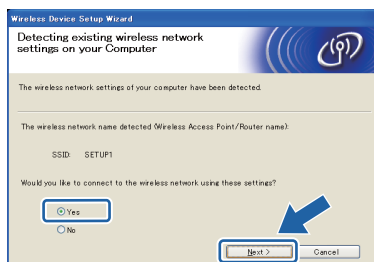 Wireless Device Setup Wizard
Detecting existing wireless network
settings on your Computer
The wireless network settings of your computer have been detected.
The wireless network name detected (Wireless Access Point/Router name):
SSID: SETUP1
Would you like to connect to the wireless network using these settings?
Yes
No
Next >
Cancel